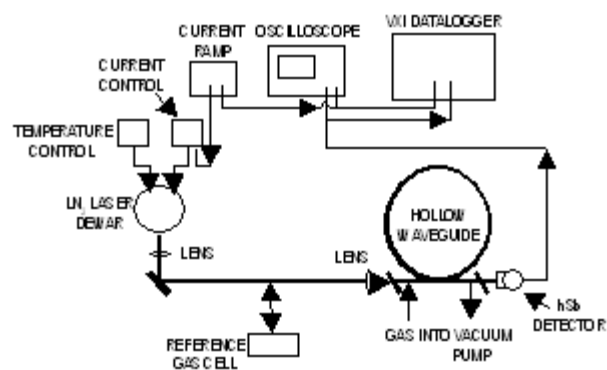 CURRENT OSCILLOSCOPE
RAMP
VXI DATALOGGER
CURRENT
CONTROL
TEMPERATURE
CONTROL
LN₂ LASER
DEWAR
LENS
HOLLOW
WAVEGUIDE
LENS
REFERENCE
GAS CELL
GAS INTO VACUUM
PUMP
DETECTOR